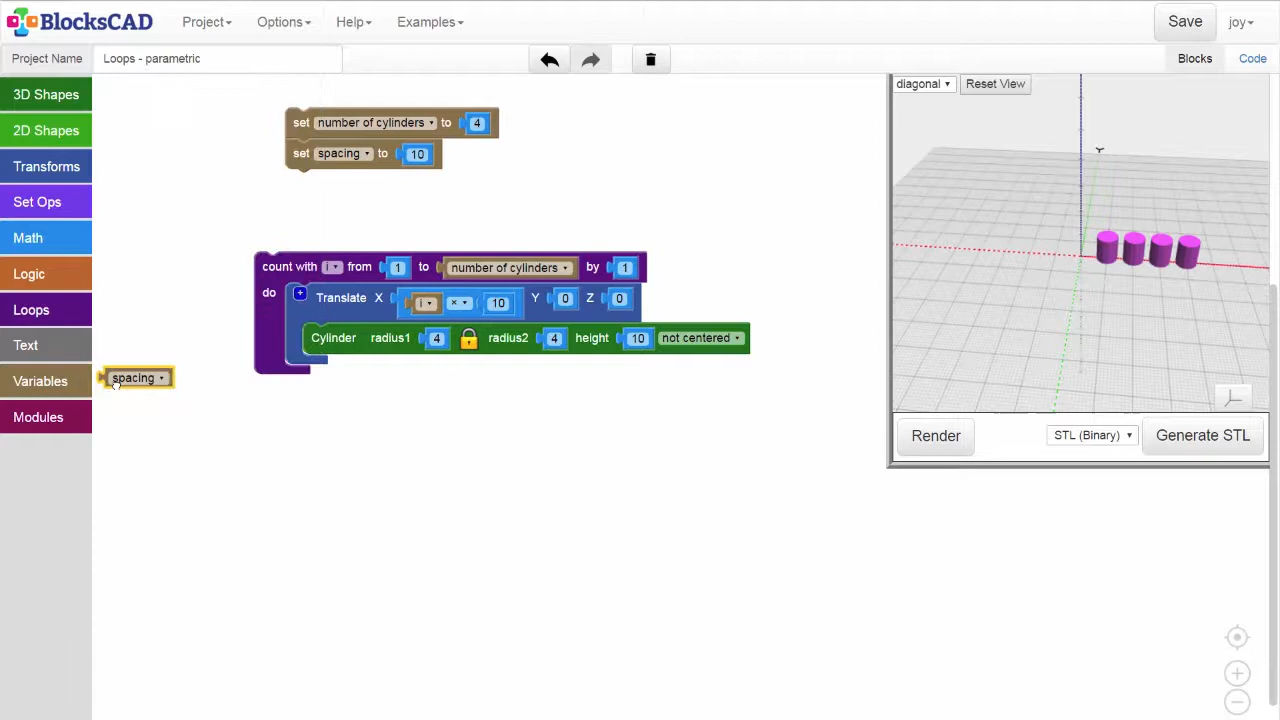 BlocksCAD
Project Options Help Examples Save joy
Project Name Loops - parametric Blocks Code
3D Shapes
2D Shapes
Transforms
Set Ops
Math
Logic
Loops
Text
Variables
Modules
set number of cylinders to 4
set spacing to 10
count with i from 1 to number of cylinders by 1
do Translate X i × 10 Y 0 Z 0
Cylinder radius1 4 radius2 4 height 10 not centered
spacing
diagonal Reset View
Render STL (Binary) Generate STL